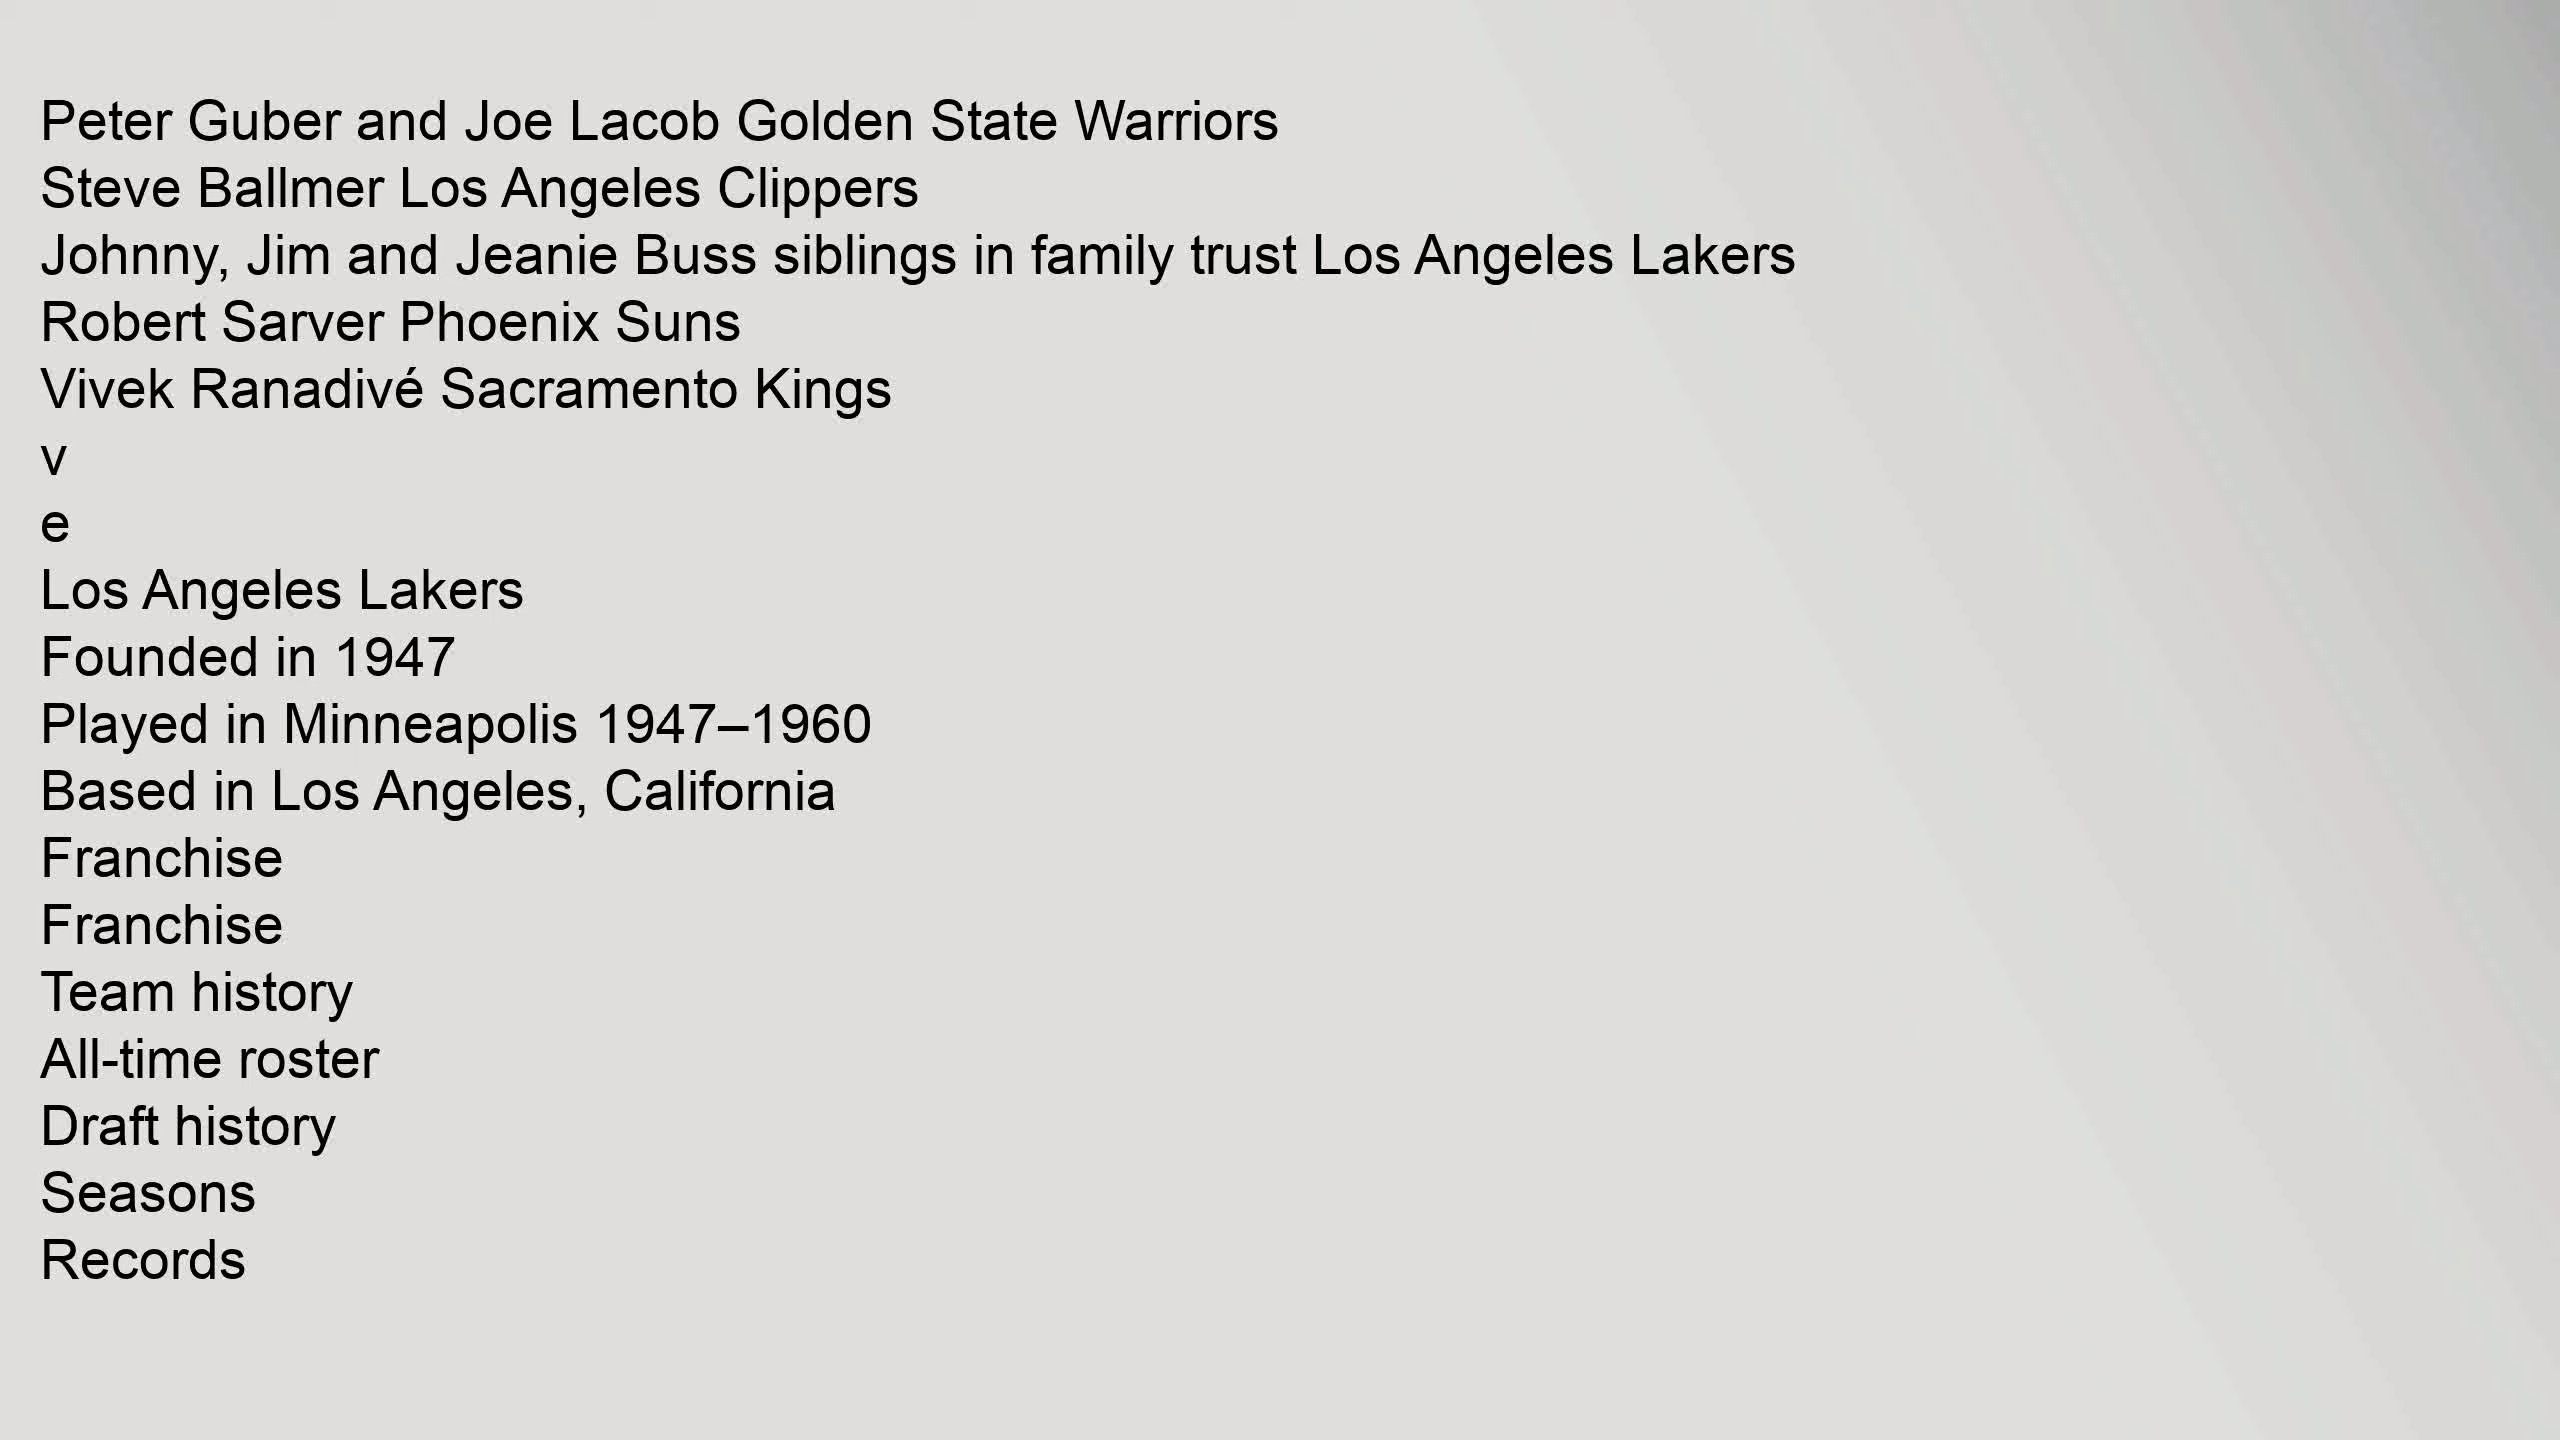 Peter Guber and Joe Lacob Golden State Warriors
Steve Ballmer Los Angeles Clippers
Johnny, Jim and Jeanie Buss siblings in family trust Los Angeles Lakers
Robert Sarver Phoenix Suns
Vivek Ranadivé Sacramento Kings
v
e
Los Angeles Lakers
Founded in 1947
Played in Minneapolis 1947–1960
Based in Los Angeles, California
Franchise
Franchise
Team history
All-time roster
Draft history
Seasons
Records